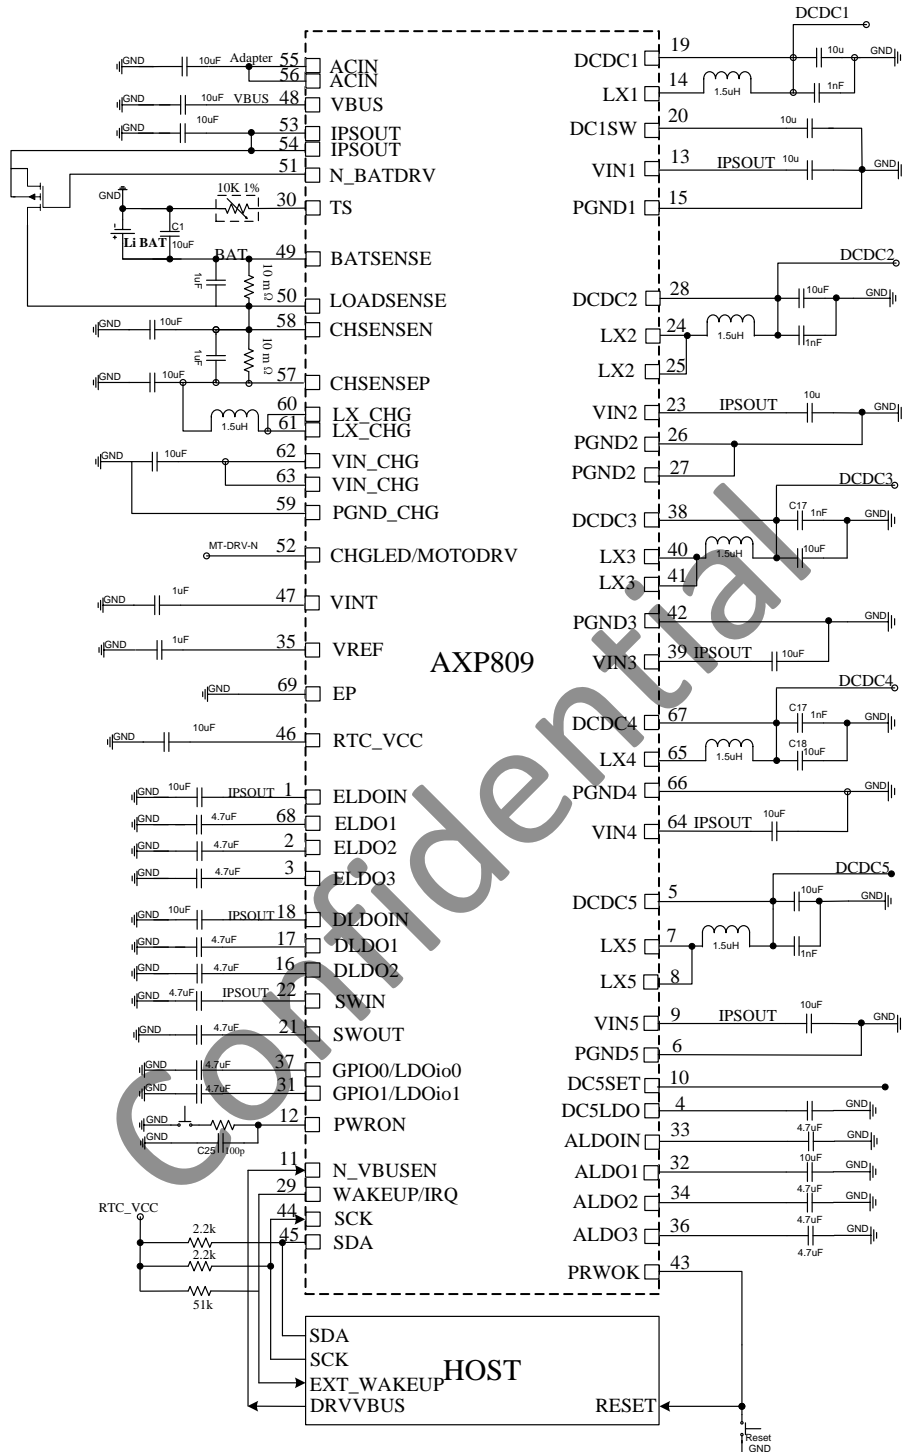 DCDC1
GND 10uF Adapter 55 ACIN
56 ACIN
GND 10uF VBUS 48 VBUS
GND 10uF 53 IPSOUT
54 IPSOUT
51 N_BATDRV
GND 10K 1% 30 TS
Li BAT C1 10uF
BAT 49 BATSENSE
1uF 10 m Ω
50 LOADSENSE
GND 10uF 58 CHSENSEN
1uF 10 m Ω
GND 10uF 57 CHSENSEP
60 LX_CHG
1.5uH 61 LX_CHG
GND 10uF 62 VIN_CHG
63 VIN_CHG
59 PGND_CHG
MT-DRV-N 52 CHGLED/MOTODRV
GND 1uF 47 VINT
GND 1uF 35 VREF
GND 69 EP
GND 10uF 46 RTC_VCC
GND 10uF IPSOUT 1 ELDOIN
GND 4.7uF 68 ELDO1
GND 4.7uF 2 ELDO2
GND 4.7uF 3 ELDO3
GND 10uF IPSOUT 18 DLDOIN
GND 4.7uF 17 DLDO1
GND 4.7uF 16 DLDO2
GND 4.7uF IPSOUT 22 SWIN
GND 4.7uF 21 SWOUT
GND 4.7uF 37 GPIO0/LDOio0
GND 4.7uF 31 GPIO1/LDOio1
GND 12 PWRON
GND C25 100p
11 N_VBUSEN
29 WAKEUP/IRQ
RTC_VCC 44 SCK
2.2k 45 SDA
2.2k
51k
AXP809
DCDC1 19 10u GND
LX1 14 1.5uH 1nF
DC1SW 20 10u
VIN1 13 IPSOUT 10u GND
PGND1 15
DCDC2
DCDC2 28 10uF GND
LX2 24 1.5uH 1nF
LX2 25
VIN2 23 IPSOUT 10u GND
PGND2 26
PGND2 27
DCDC3
DCDC3 38 C17 1nF GND
LX3 40 1.5uH 10uF
LX3 41
PGND3 42 GND
VIN3 39 IPSOUT 10uF
DCDC4
DCDC4 67 C17 1nF GND
LX4 65 1.5uH C18 10uF
PGND4 66 GND
VIN4 64 IPSOUT 10uF
DCDC5
DCDC5 5 10uF GND
LX5 7 1.5uH 1nF
LX5 8
VIN5 9 IPSOUT 10uF GND
PGND5 6
DC5SET 10
DC5LDO 4 GND
4.7uF
ALDOIN 33 GND
4.7uF
ALDO1 32 10uF GND
ALDO2 34 4.7uF GND
ALDO3 36 4.7uF GND
4.7uF
PRWOK 43
SDA
SCK
EXT_WAKEUP
DRVVBUS
HOST
RESET
Reset
GND
Confidential